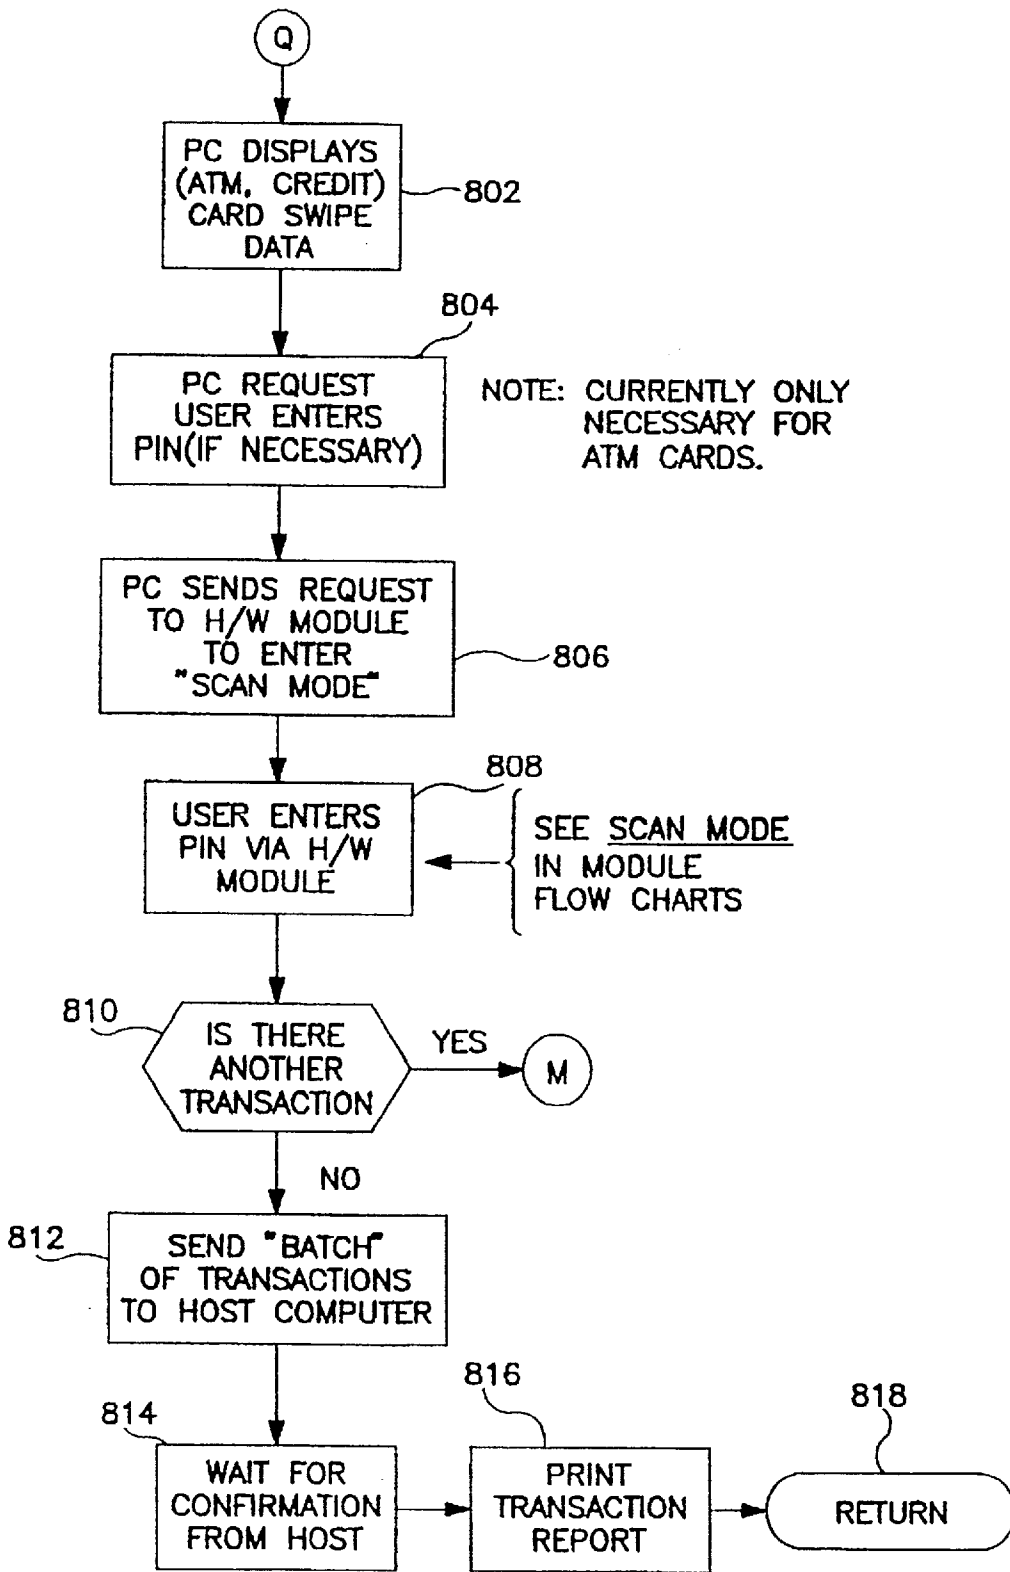 Q
PC DISPLAYS
(ATM, CREDIT)
CARD SWIPE
DATA
802
804
PC REQUEST
USER ENTERS
PIN(IF NECESSARY)
NOTE: CURRENTLY ONLY
NECESSARY FOR
ATM CARDS.
PC SENDS REQUEST
TO H/W MODULE
TO ENTER
"SCAN MODE"
806
808
USER ENTERS
PIN VIA H/W
MODULE
SEE SCAN MODE
IN MODULE
FLOW CHARTS
810
IS THERE
ANOTHER
TRANSACTION
YES
M
NO
812
SEND "BATCH"
OF TRANSACTIONS
TO HOST COMPUTER
814
WAIT FOR
CONFIRMATION
FROM HOST
816
PRINT
TRANSACTION
REPORT
818
RETURN